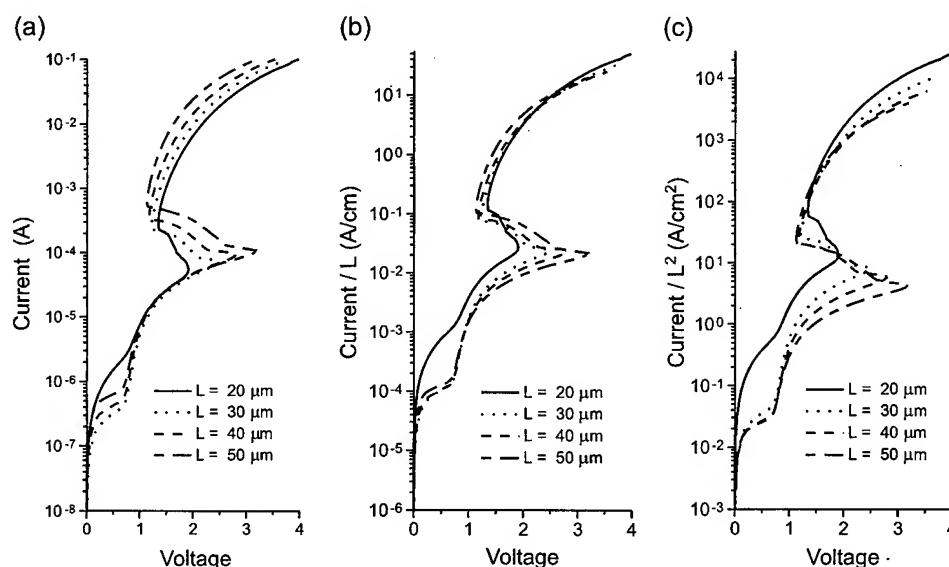 (a)
Current (A)
10⁻¹
10⁻²
10⁻³
10⁻⁴
10⁻⁵
10⁻⁶
10⁻⁷
10⁻⁸
L = 20 μm
L = 30 μm
L = 40 μm
L = 50 μm
0 1 2 3 4
Voltage
(b)
Current / L (A/cm)
10¹
10⁰
10⁻¹
10⁻²
10⁻³
10⁻⁴
10⁻⁵
10⁻⁶
L = 20 μm
L = 30 μm
L = 40 μm
L = 50 μm
0 1 2 3 4
Voltage
(c)
Current / L² (A/cm²)
10⁴
10³
10²
10¹
10⁰
10⁻¹
10⁻²
10⁻³
L = 20 μm
L = 30 μm
L = 40 μm
L = 50 μm
0 1 2 3 4
Voltage